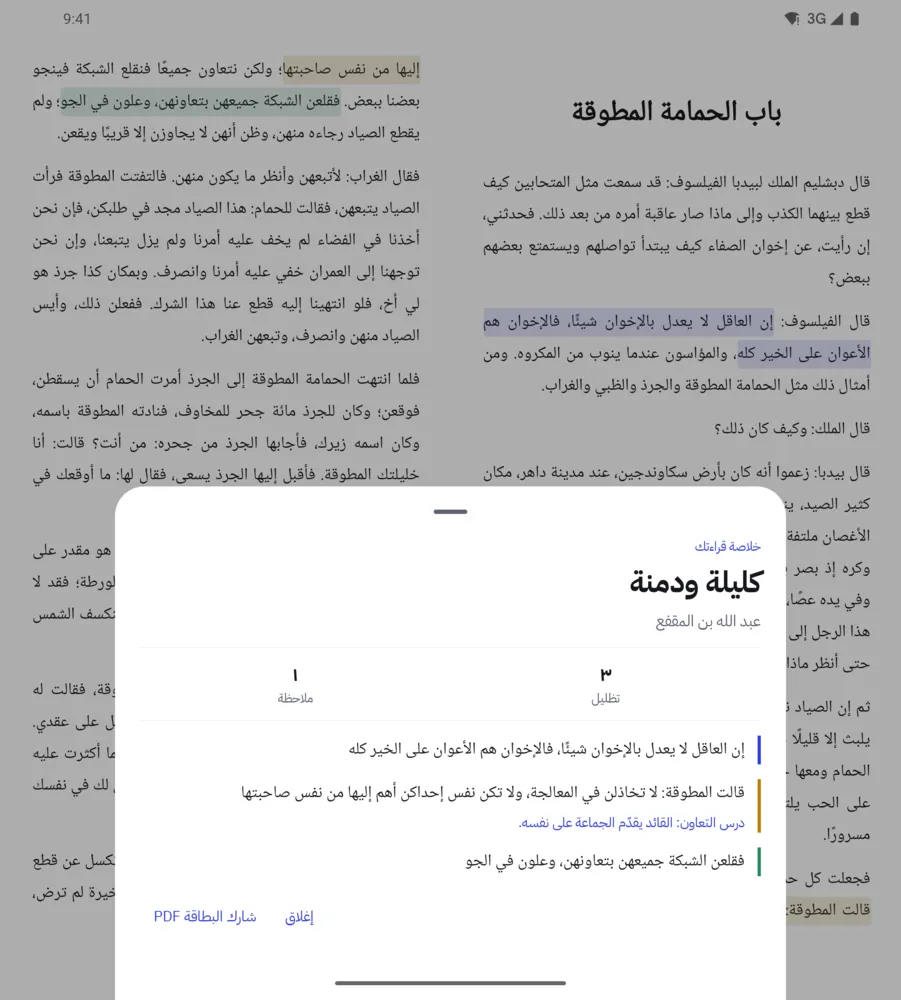 9:41
3G
باب الحمامة المطوقة
قال دبشليم الملك لبيدبا الفيلسوف: قد سمعت مثل المتحابين كيف
قطع بينهما الكذب وإلى ماذا صار عاقبة أمره من بعد ذلك. فحدثني،
إن رأيت، عن إخوان الصفاء كيف يبتدأ تواصلهم ويستمتع بعضهم
ببعض؟
قال الفيلسوف: إن العاقل لا يعدل بالإخوان شيئًا، فالإخوان هم
الأعوان على الخير كله، والمؤاسون عندما ينوب من المكروه. ومن
أمثال ذلك مثل الحمامة المطوقة والجرذ والظبي والغراب.
قال الملك: وكيف كان ذلك؟
قال بيدبا: زعموا أنه كان بأرض سكاوندجين، عند مدينة داهر، مكان
كثير الصيد،
الأغصان ملتفة
وكره إذ بصر
وفي يده عصًا،
هذا الرجل إلى
حتى أنظر ماذا
ثم إن الصياد
يلبث إلا قليلًا
الحمام ومعها
على الحب
مسرورًا.
فجعلت كل
قالت المطوقة:
إليها من نفس صاحبتها؛ ولكن نتعاون جميعًا فنقلع الشبكة فينجو
بعضنا ببعض. فقلعن الشبكة جميعهن بتعاونهن، وعلون في الجو؛ ولم
يقطع الصياد رجاءه منهن، وظن أنهن لا يجاوزن إلا قريبًا ويقعن.
فقال الغراب: لأتبعهن وأنظر ما يكون منهن. فالتفتت المطوقة فرأت
الصياد يتبعهن، فقالت للحمام: هذا الصياد مجد في طلبكن، فإن نحن
أخذنا في الفضاء لم يخف عليه أمرنا ولم يزل يتبعنا، وإن نحن
توجهنا إلى العمران خفي عليه أمرنا وانصرف. وبمكان كذا جرذ هو
لي أخ، فلو انتهينا إليه قطع عنا هذا الشرك. ففعلن ذلك، وأيس
الصياد منهن وانصرف، وتبعهن الغراب.
فلما انتهت الحمامة المطوقة إلى الجرذ أمرت الحمام أن يسقطن،
فوقعن؛ وكان للجرذ مائة جحر للمخاوف، فنادته المطوقة باسمه،
وكان اسمه زيرك، فأجابها الجرذ من جحره: من أنت؟ قالت: أنا
خليلتك المطوقة. فأقبل إليها الجرذ يسعى، فقال لها: ما أوقعك في
هو مقدر على
الورطة؛ فقد لا
تنكسف الشمس
فقالت له
على عقدي.
أكثرت عليه
لك في نفسك
عن قطع
لم ترض،
خلاصة قراءتك
كليلة ودمنة
عبد الله بن المقفع
٣
تظليل
١
ملاحظة
إن العاقل لا يعدل بالإخوان شيئًا، فالإخوان هم الأعوان على الخير كله
قالت المطوقة: لا تخاذلن في المعالجة، ولا تكن نفس إحداكن أهم إليها من نفس صاحبتها
درس التعاون: القائد يقدّم الجماعة على نفسه.
فقلعن الشبكة جميعهن بتعاونهن، وعلون في الجو
إغلاق
شارك البطاقة PDF